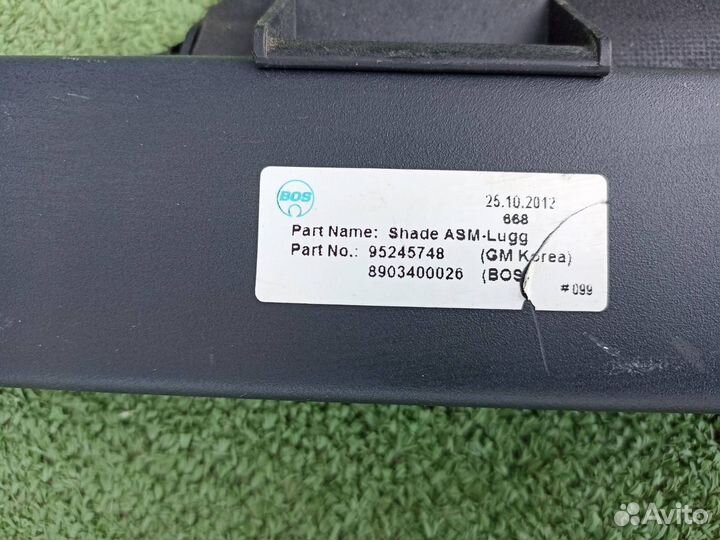 BOS
25.10.2012
668
Part Name: Shade ASM-Lugg
Part No.: 95245748 (GM Korea)
8903400026 (BOS)
#099
Avito